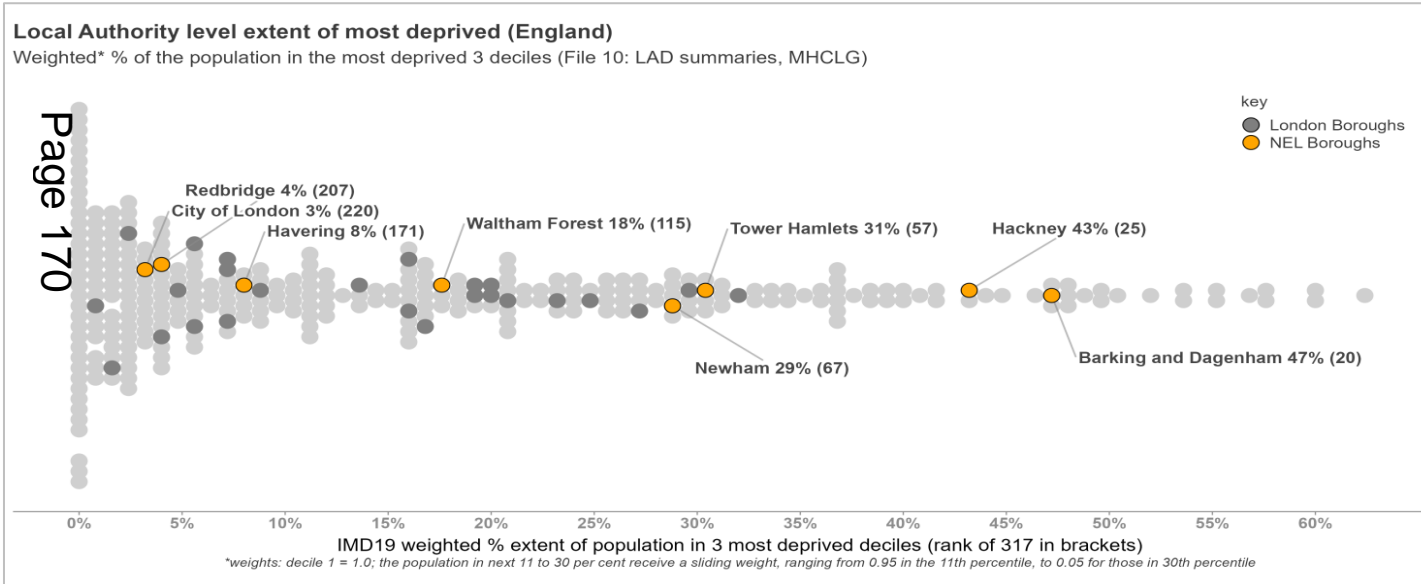 Local Authority level extent of most deprived (England)
Weighted* % of the population in the most deprived 3 deciles (File 10: LAD summaries, MHCLG)
key
London Boroughs
NEL Boroughs
Page 170
Redbridge 4% (207)
City of London 3% (220)
Havering 8% (171)
Waltham Forest 18% (115)
Tower Hamlets 31% (57)
Hackney 43% (25)
Newham 29% (67)
Barking and Dagenham 47% (20)
0% 5% 10% 15% 20% 25% 30% 35% 40% 45% 50% 55% 60%
IMD19 weighted % extent of population in 3 most deprived deciles (rank of 317 in brackets)
*weights: decile 1 = 1.0; the population in next 11 to 30 per cent receive a sliding weight, ranging from 0.95 in the 11th percentile, to 0.05 for those in 30th percentile